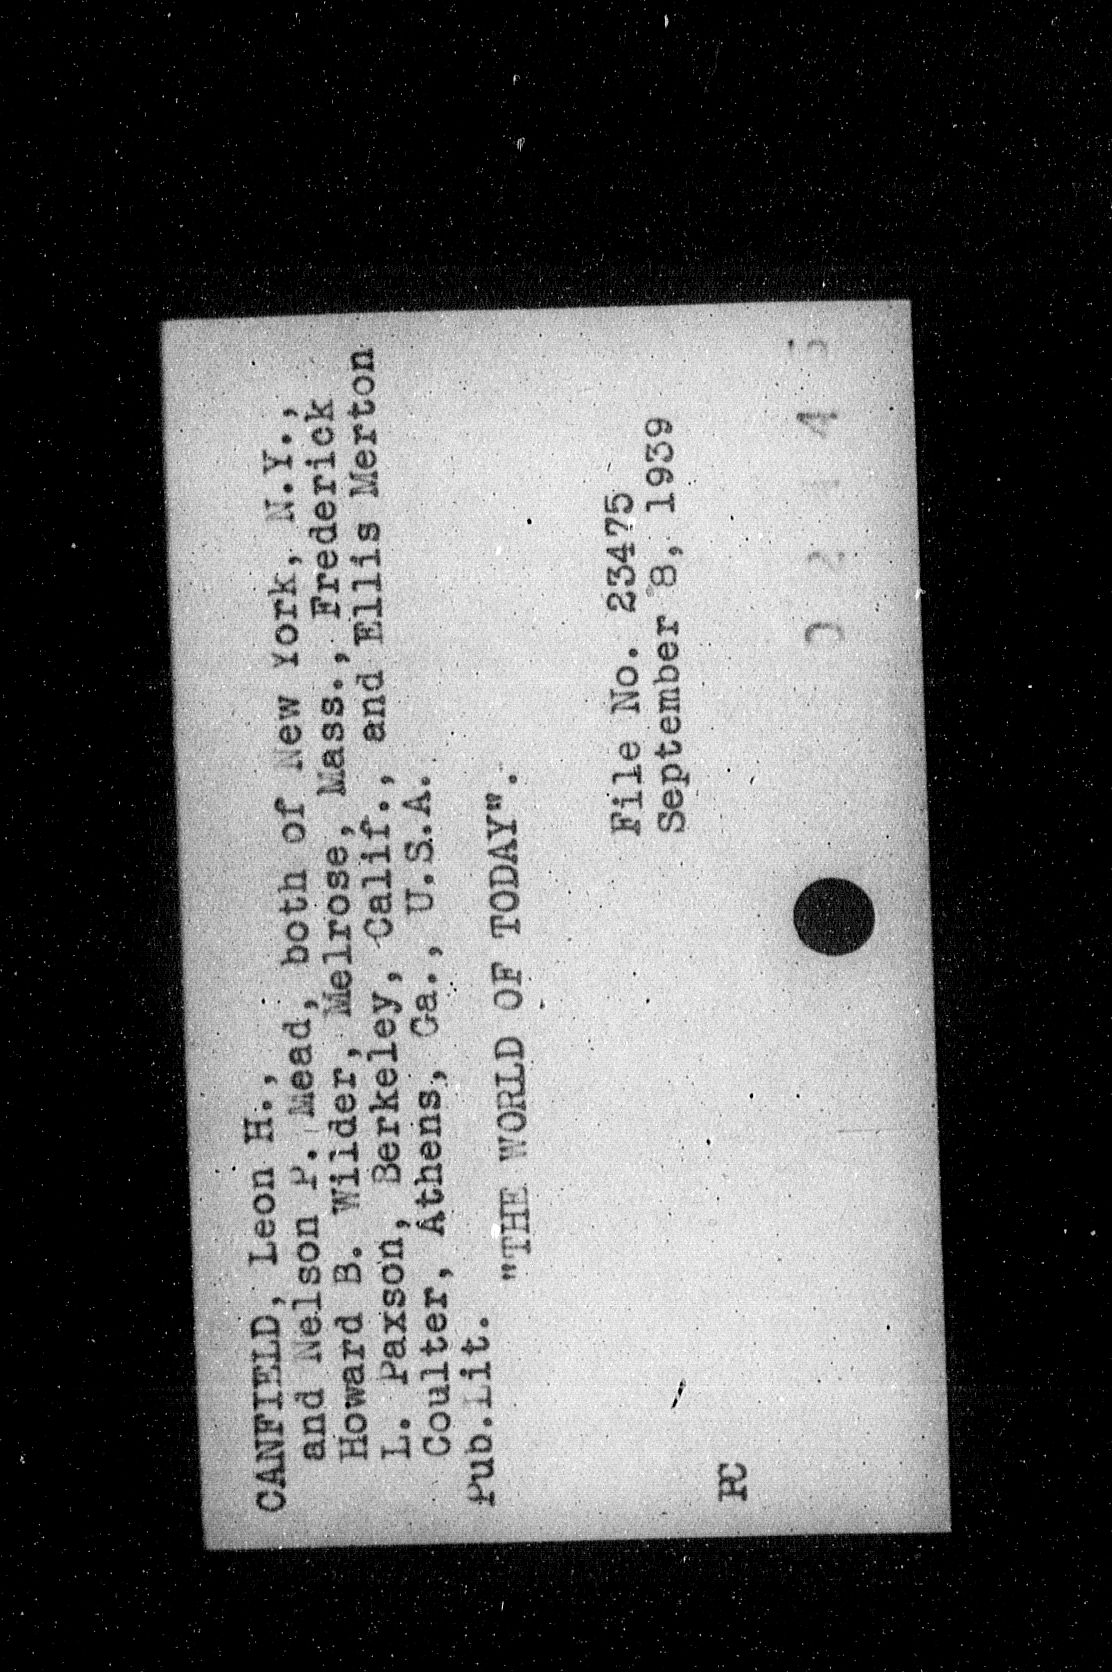 CANFIELD, Leon H.,
and Nelson P. Mead, both of New York, N.Y.,
Howard B. Wilder, Melrose, Mass., Frederick
L. Paxson, Berkeley, Calif., and Ellis Merton
Coulter, Athens, Ga., U.S.A.
Pub.Lit.
"THE WORLD OF TODAY".
File No. 23475
September 8, 1939
PC